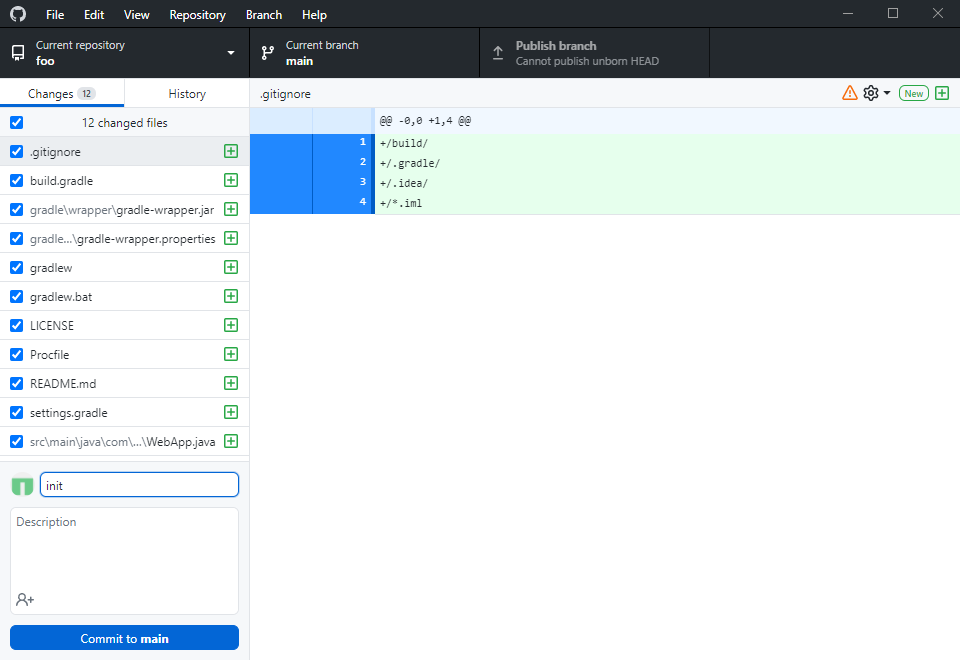 File Edit View Repository Branch Help
Current repository
foo
Current branch
main
Publish branch
Cannot publish unborn HEAD
Changes 12 History
12 changed files
.gitignore
build.gradle
gradle\wrapper\gradle-wrapper.jar
gradle...\gradle-wrapper.properties
gradlew
gradlew.bat
LICENSE
Procfile
README.md
settings.gradle
src\main\java\com\...\WebApp.java
init
Description
Commit to main
.gitignore New
@@ -0,0 +1,4 @@
1 +/build/
2 +/.gradle/
3 +/.idea/
4 +/*.iml